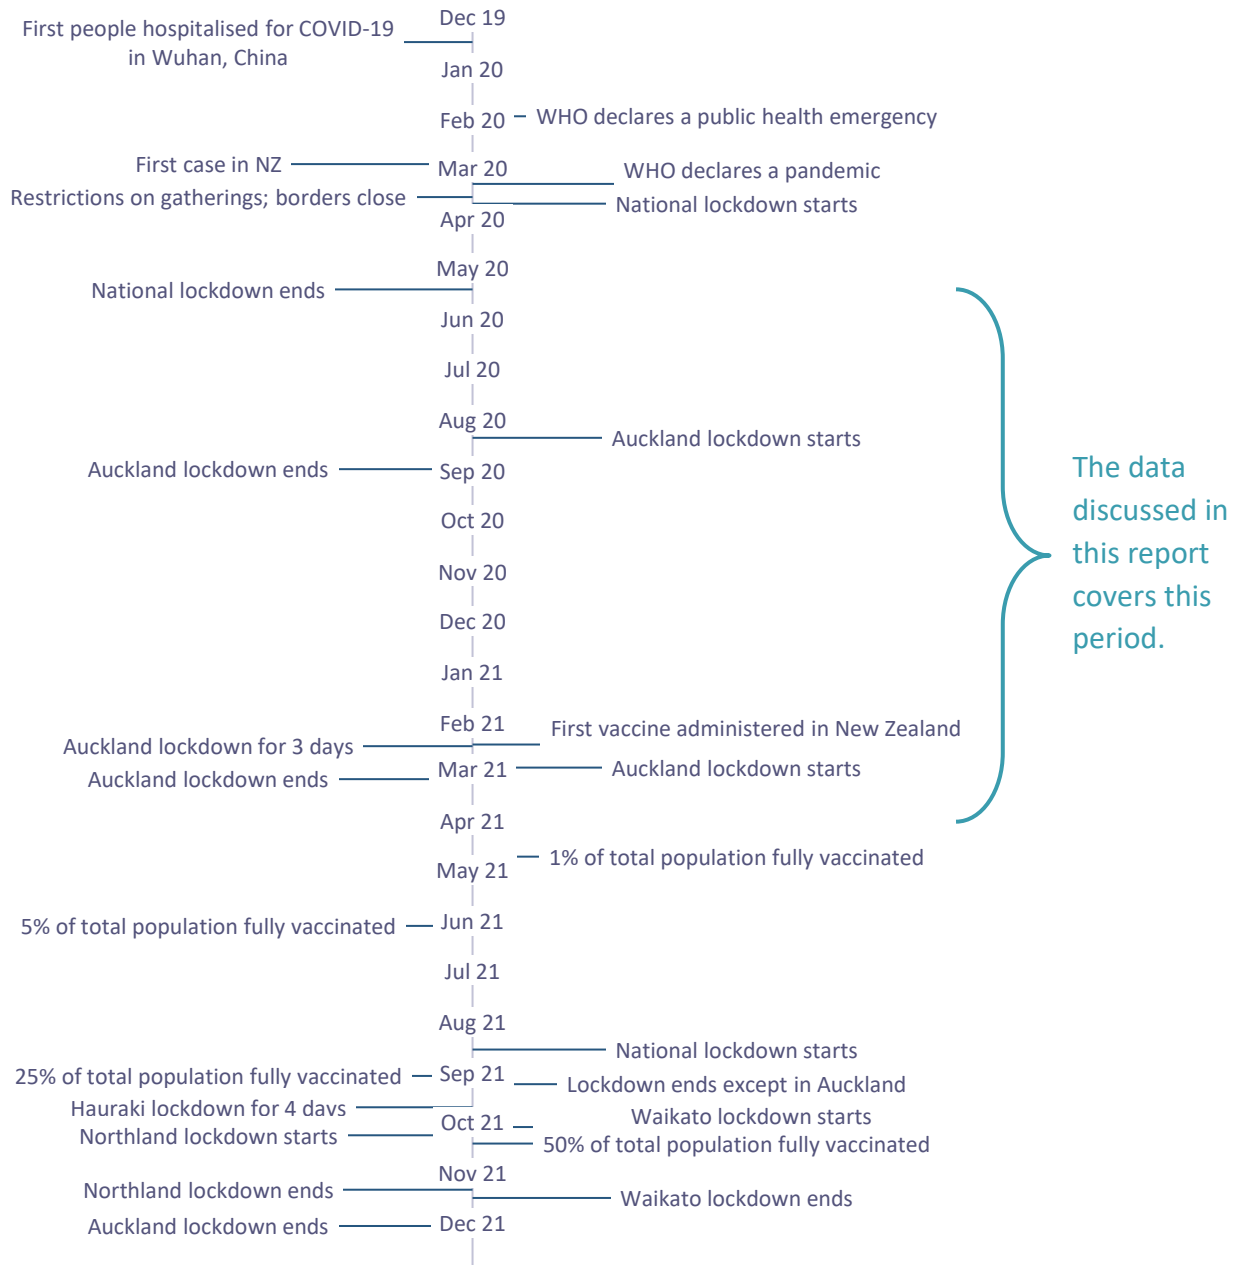 Dec 19
First people hospitalised for COVID-19
in Wuhan, China
Jan 20
Feb 20
WHO declares a public health emergency
First case in NZ
Mar 20
WHO declares a pandemic
Restrictions on gatherings; borders close
National lockdown starts
Apr 20
May 20
National lockdown ends
Jun 20
Jul 20
Aug 20
Auckland lockdown starts
Auckland lockdown ends
Sep 20
Oct 20
Nov 20
Dec 20
Jan 21
Feb 21
First vaccine administered in New Zealand
Auckland lockdown for 3 days
Mar 21
Auckland lockdown starts
Auckland lockdown ends
Apr 21
1% of total population fully vaccinated
May 21
5% of total population fully vaccinated
Jun 21
Jul 21
Aug 21
National lockdown starts
25% of total population fully vaccinated
Sep 21
Lockdown ends except in Auckland
Hauraki lockdown for 4 days
Waikato lockdown starts
Oct 21
Northland lockdown starts
50% of total population fully vaccinated
Nov 21
Northland lockdown ends
Waikato lockdown ends
Auckland lockdown ends
Dec 21
The data
discussed in
this report
covers this
period.